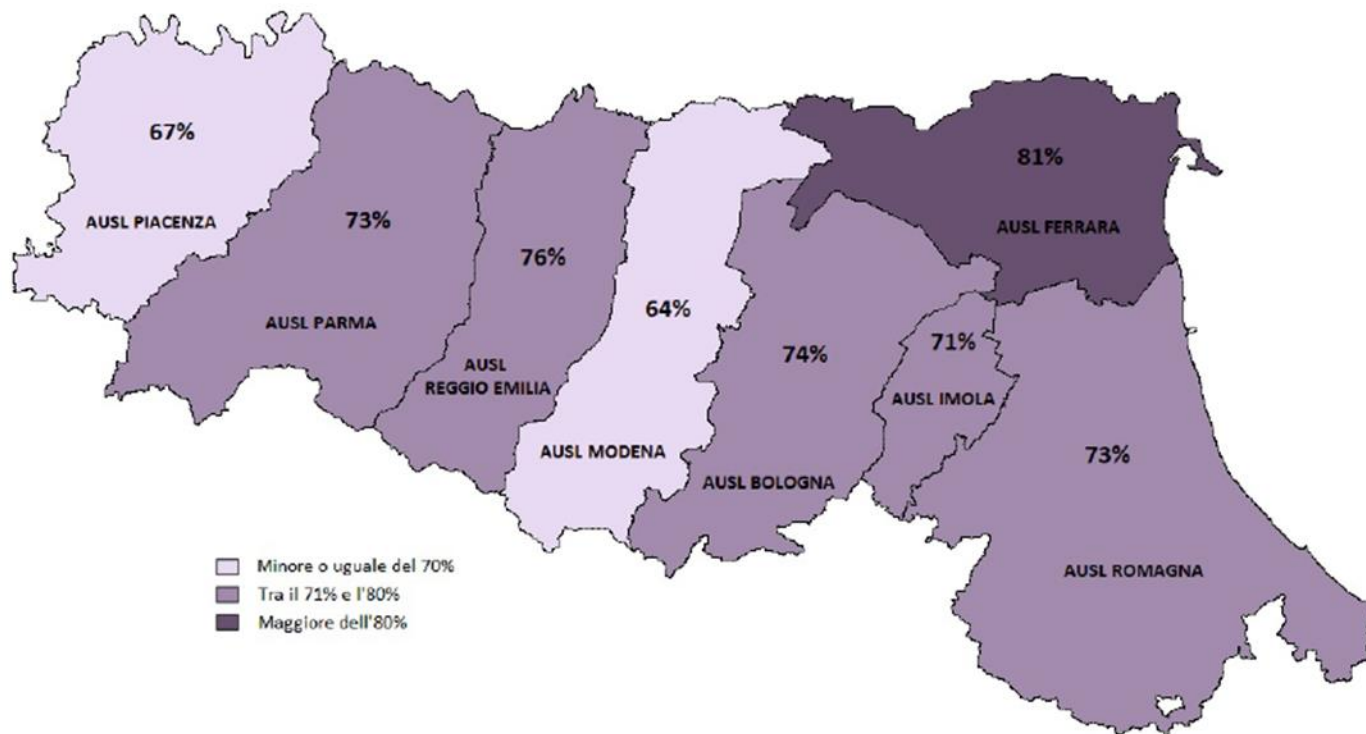 67%
AUSL PIACENZA
73%
AUSL PARMA
76%
AUSL
REGGIO EMILIA
64%
AUSL MODENA
74%
AUSL BOLOGNA
71%
AUSL IMOLA
81%
AUSL FERRARA
73%
AUSL ROMAGNA
Minore o uguale del 70%
Tra il 71% e l'80%
Maggiore dell'80%